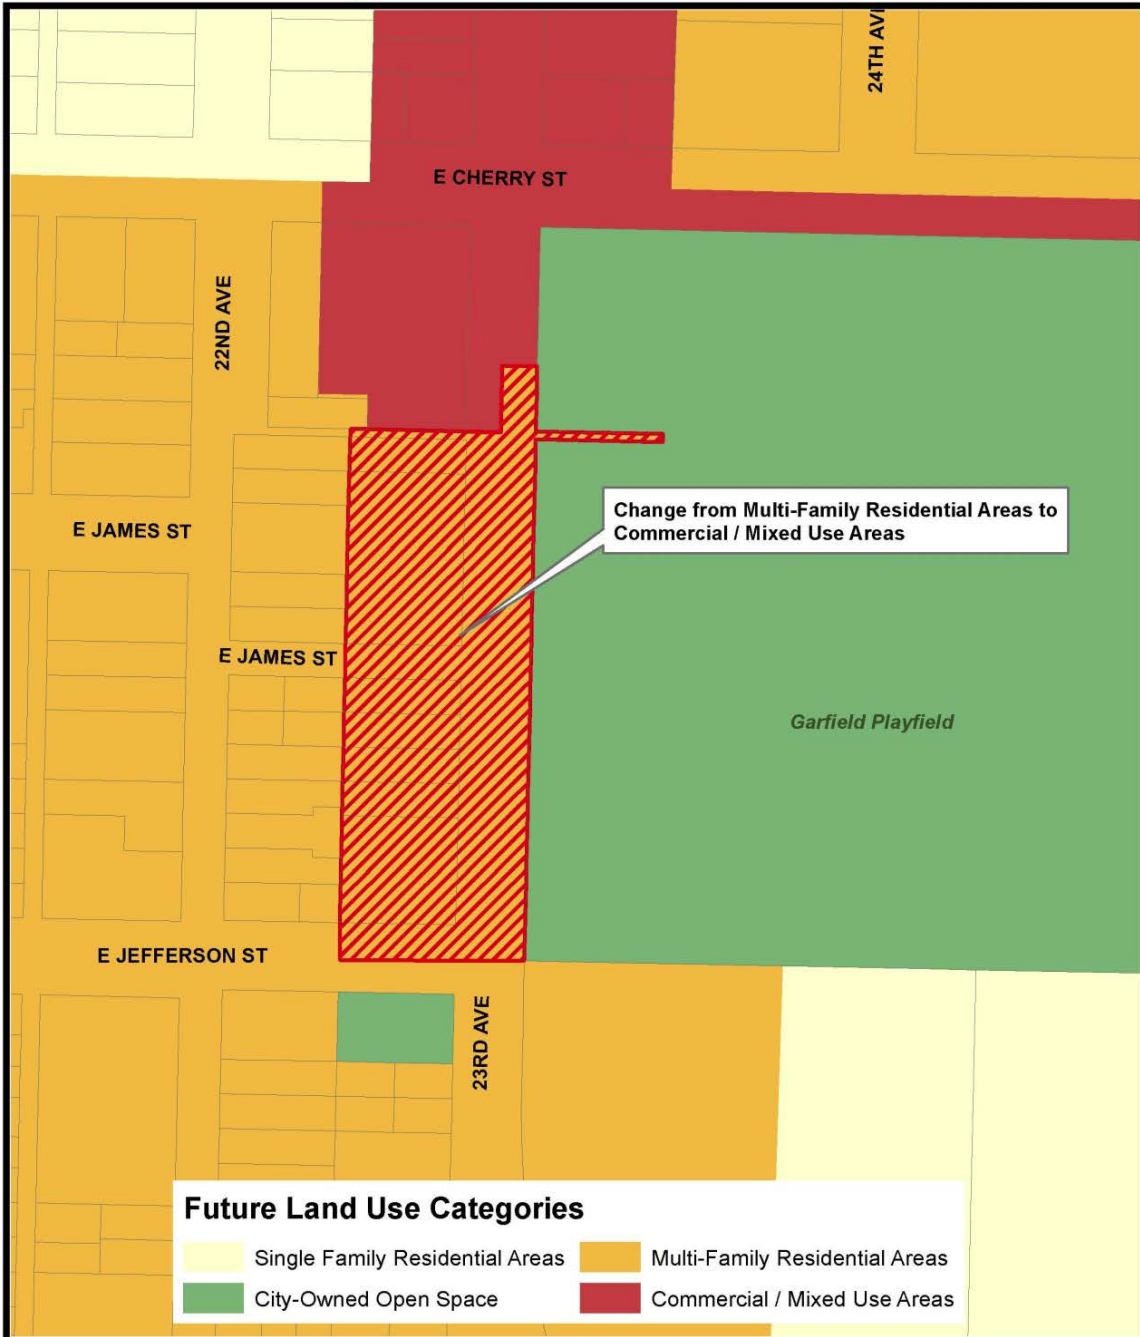 24TH AVE
E CHERRY ST
22ND AVE
Change from Multi-Family Residential Areas to
Commercial / Mixed Use Areas
E JAMES ST
E JAMES ST
Garfield Playfield
E JEFFERSON ST
23RD AVE
Future Land Use Categories
Single Family Residential Areas
Multi-Family Residential Areas
City-Owned Open Space
Commercial / Mixed Use Areas